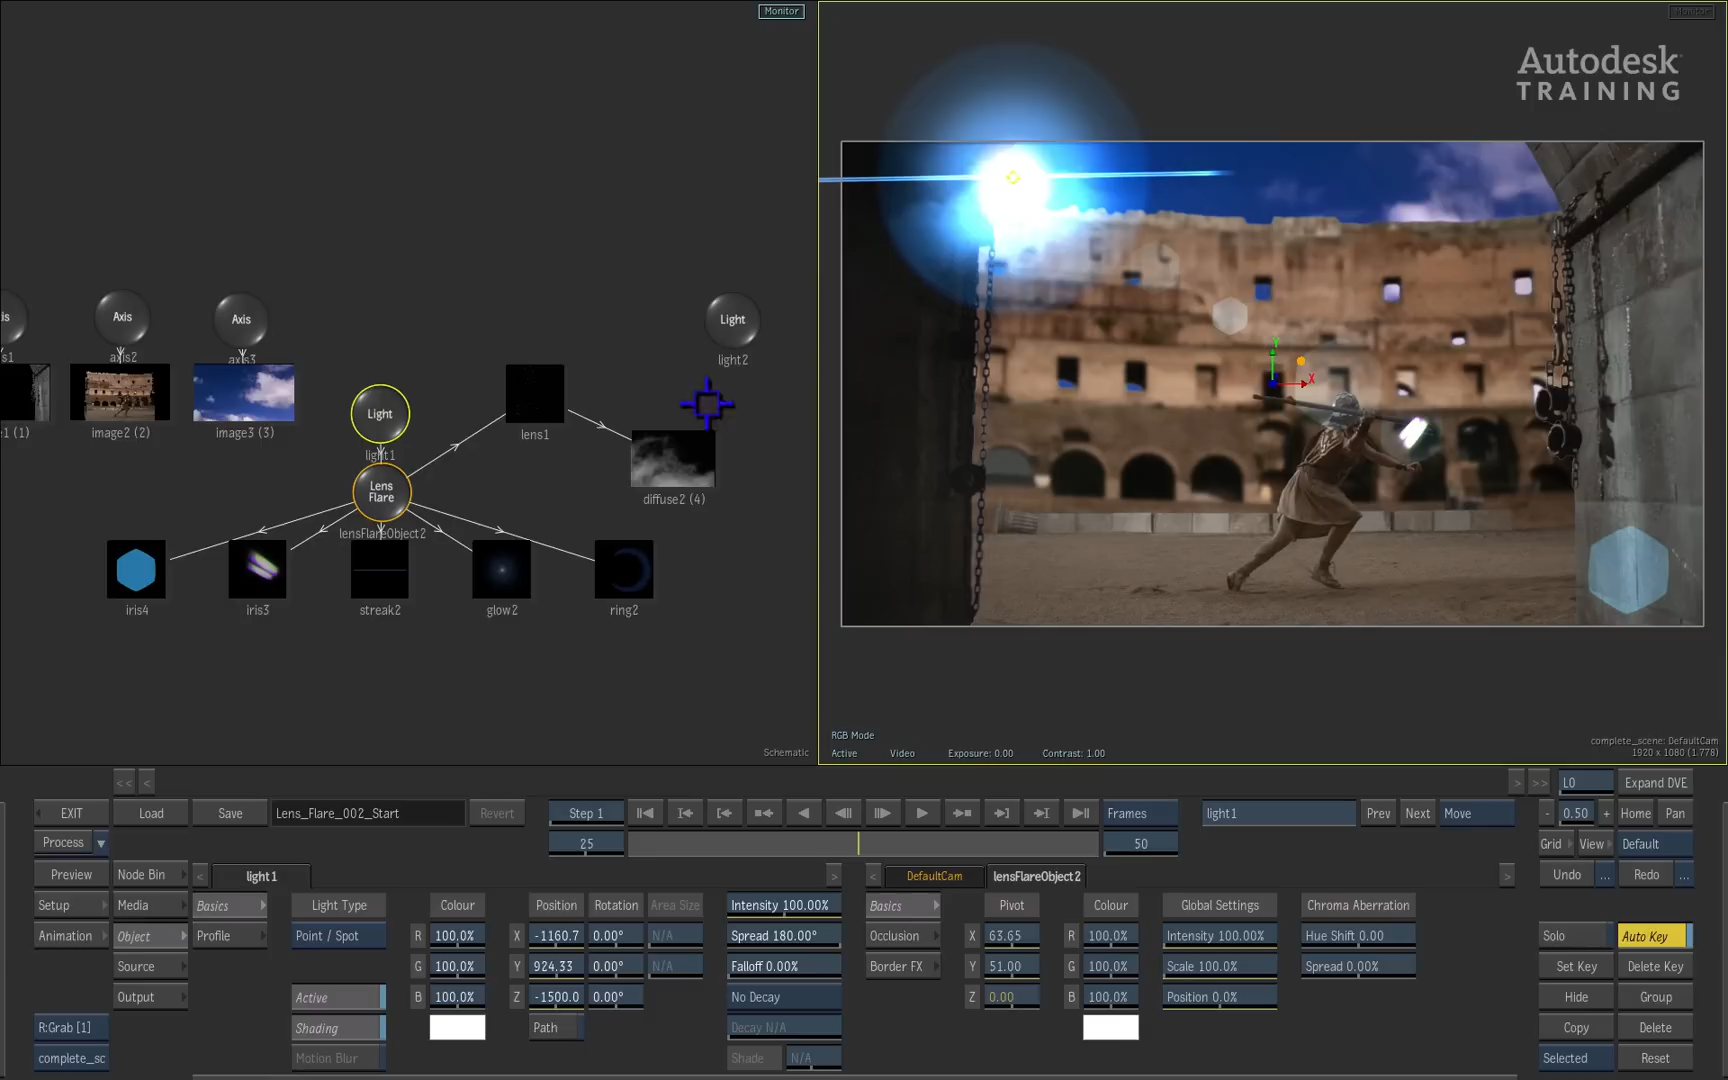 Monitor
Monitor
Autodesk
TRAINING
is
Axis
Axis
Light
s1
axis2
axis3
light2
1 (1)
image2 (2)
image3 (3)
Light
light1
lens1
Lens
Flare
lensFlareObject2
diffuse2 (4)
iris4
iris3
streak2
glow2
ring2
Y
X
Schematic
RGB Mode
Active
Video
Exposure: 0.00
Contrast: 1.00
complete_scene: DefaultCam
1920 x 1080 (1.778)
<<
<
>
>>
L0
Expand DVE
EXIT
Load
Save
Lens_Flare_002_Start
Revert
Step 1
Frames
light1
Prev
Next
Move
-
0.50
+
Home
Pan
Process
25
50
Grid
View
Default
Preview
Node Bin
<
light1
>
<
DefaultCam
lensFlareObject2
>
Undo
...
Redo
...
Setup
Media
Basics
Light Type
Colour
Position
Rotation
Area Size
Intensity 100.00%
Basics
Pivot
Colour
Global Settings
Chroma Aberration
Animation
Object
Profile
Point / Spot
R
100.0%
X
-1160.7
0.00°
N/A
Spread 180.00°
Occlusion
X
63.65
R
100.0%
Intensity 100.00%
Hue Shift 0.00
Solo
Auto Key
Source
G
100.0%
Y
924.33
0.00°
N/A
Falloff 0.00%
Border FX
Y
51.00
G
100.0%
Scale 100.0%
Spread 0.00%
Set Key
Delete Key
Output
Active
B
100.0%
Z
-1500.0
0.00°
No Decay
Z
0.00
B
100.0%
Position 0.0%
Hide
Group
R:Grab [1]
Shading
Path
Decay N/A
Copy
Delete
complete_sc
Motion Blur
Shade
N/A
Selected
Reset